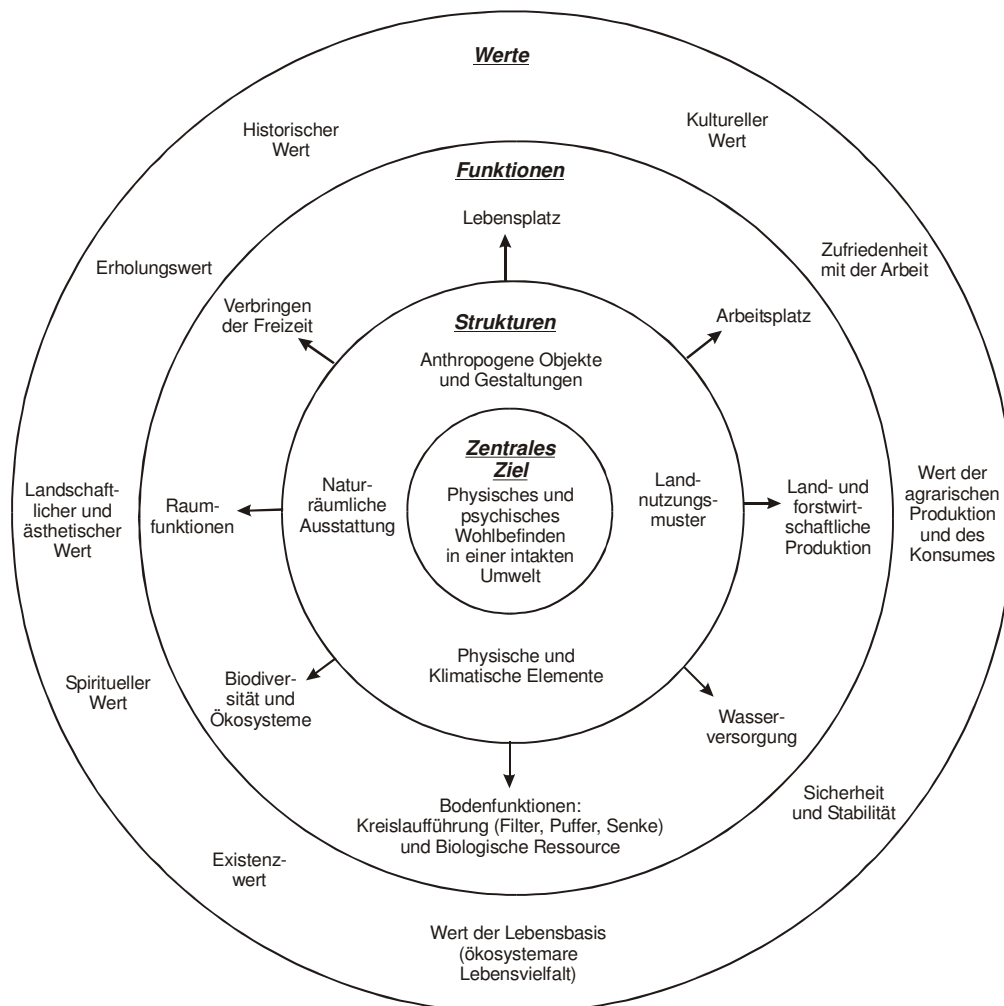 Werte
Historischer
Wert
Kultureller
Wert
Erholungswert
Zufriedenheit
mit der Arbeit
Landschaft-
licher und
ästhetischer
Wert
Wert der
agrarischen
Produktion
und des
Konsumes
Spiritueller
Wert
Sicherheit
und Stabilität
Existenz-
wert
Wert der Lebensbasis
(ökosystemare
Lebensvielfalt)
Funktionen
Lebensplatz
Verbringen
der Freizeit
Arbeitsplatz
Raum-
funktionen
Land- und
forstwirt-
schaftliche
Produktion
Biodiver-
sität und
Ökosysteme
Wasser-
versorgung
Bodenfunktionen:
Kreislaufführung (Filter, Puffer, Senke)
und Biologische Ressource
Strukturen
Anthropogene Objekte
und Gestaltungen
Natur-
räumliche
Ausstattung
Land-
nutzungs-
muster
Physische und
Klimatische Elemente
Zentrales
Ziel
Physisches und
psychisches
Wohlbefinden
in einer intakten
Umwelt